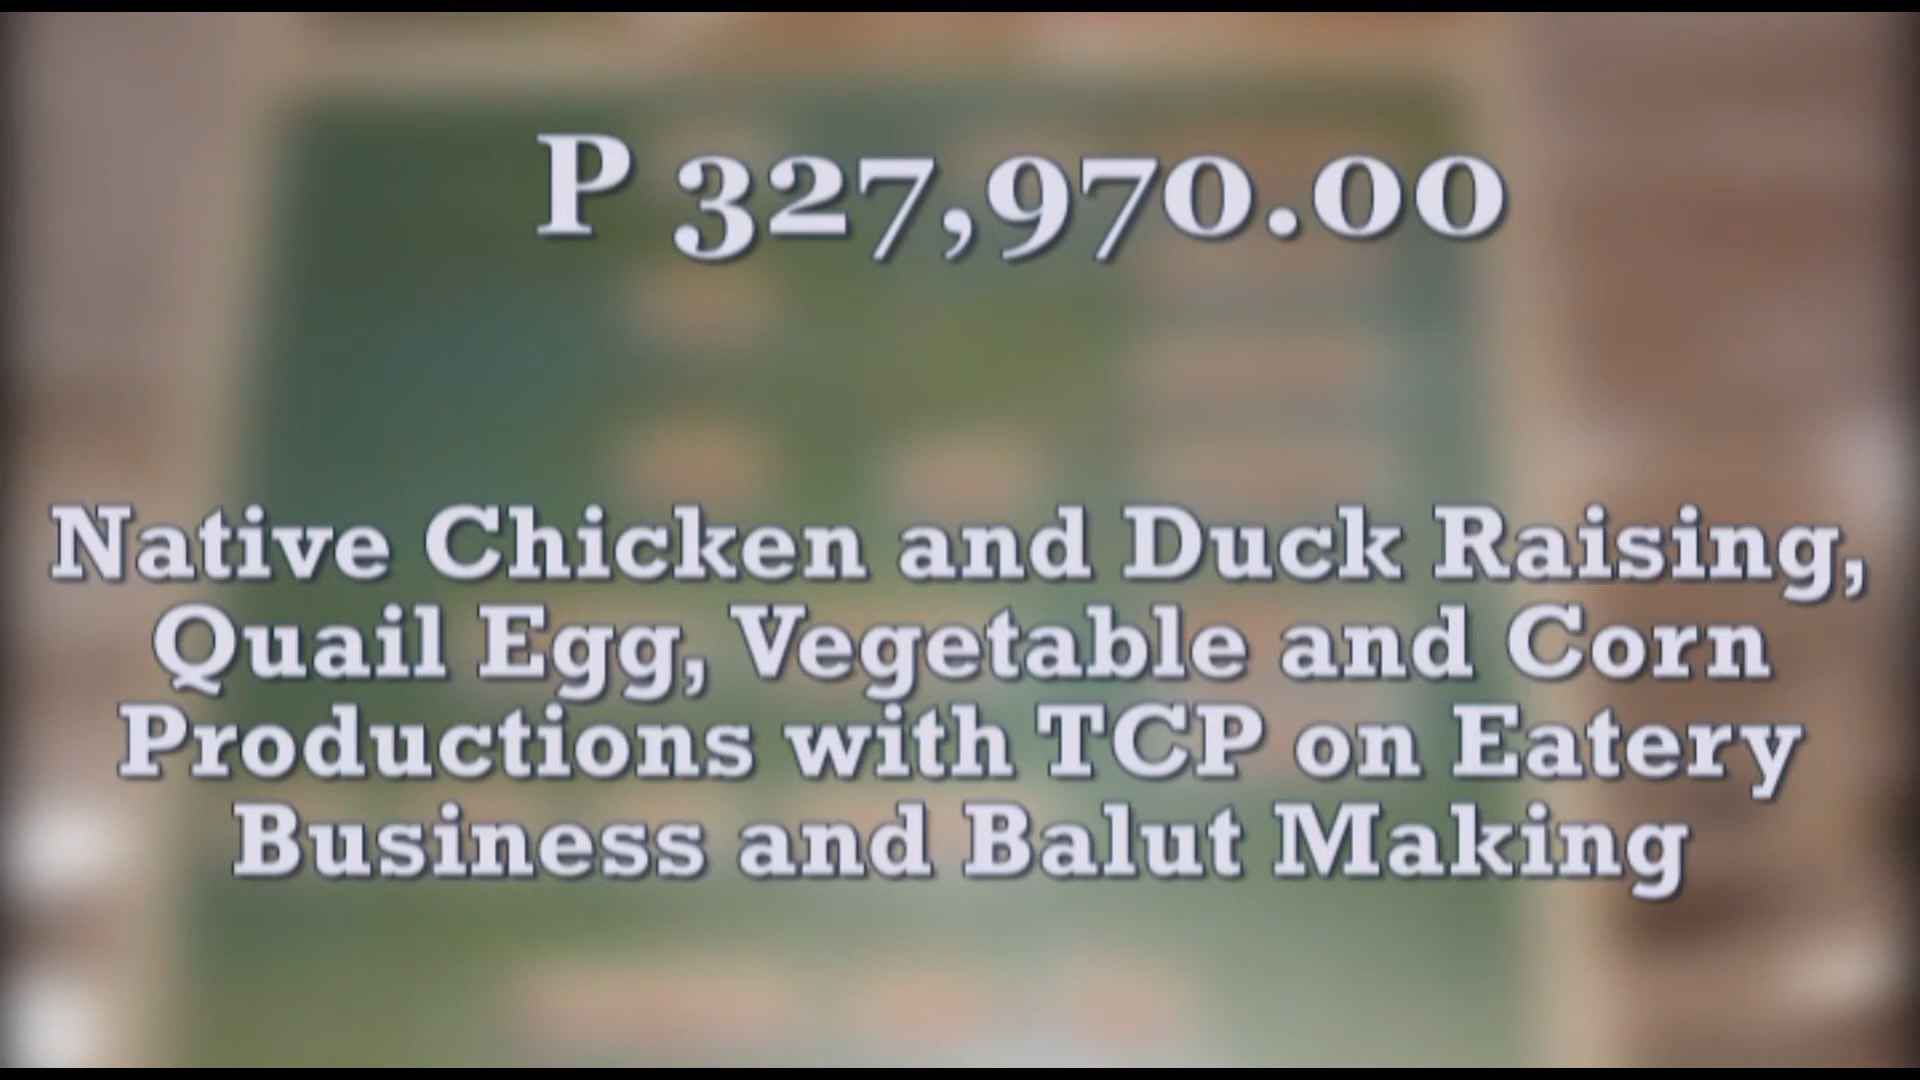 P 327,970.00
Native Chicken and Duck Raising,
Quail Egg, Vegetable and Corn
Productions with TCP on Eatery
Business and Balut Making